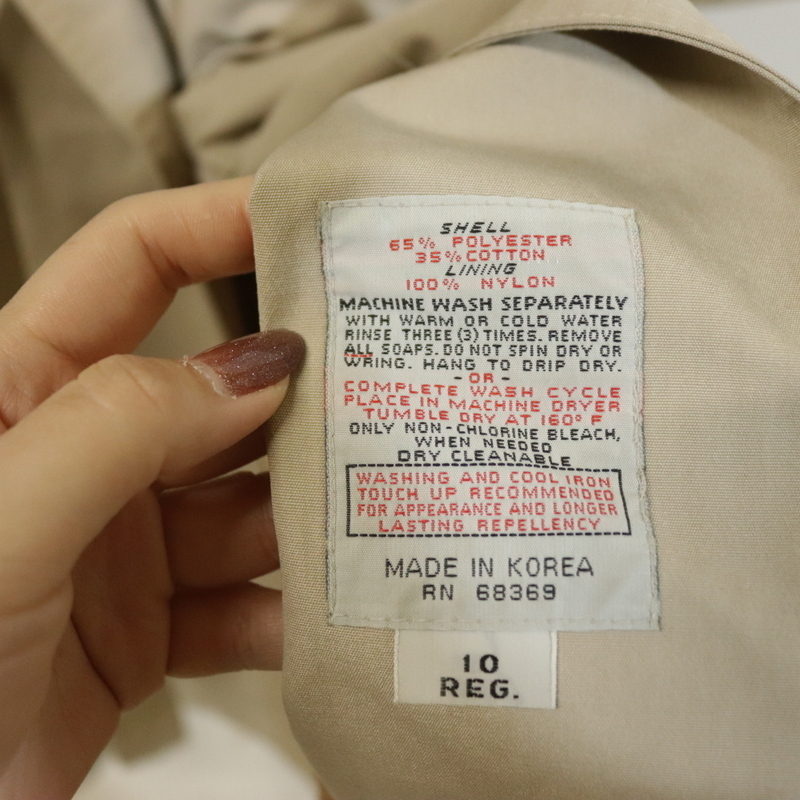 SHELL
65% POLYESTER
35% COTTON
LINING
100% NYLON
MACHINE WASH SEPARATELY
WITH WARM OR COLD WATER
RINSE THREE (3) TIMES. REMOVE
ALL SOAPS. DO NOT SPIN DRY OR
WRING. HANG TO DRIP DRY.
- OR -
COMPLETE WASH CYCLE
PLACE IN MACHINE DRYER
TUMBLE DRY AT 160° F
ONLY NON-CHLORINE BLEACH,
WHEN NEEDED
DRY CLEANABLE
WASHING AND COOL IRON
TOUCH UP RECOMMENDED
FOR APPEARANCE AND LONGER
LASTING REPELLENCY
MADE IN KOREA
RN 68369
10
REG.